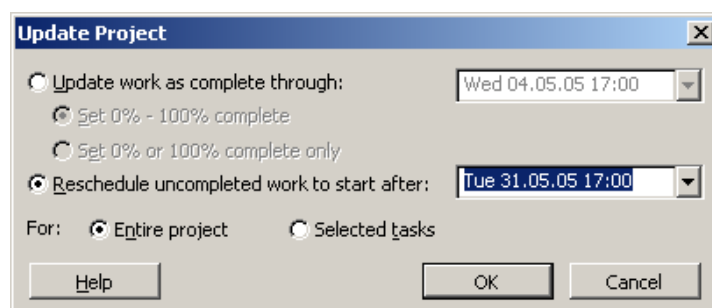 Update Project
Update work as complete through: Wed 04.05.05 17:00
Set 0% - 100% complete
Set 0% or 100% complete only
Reschedule uncompleted work to start after: Tue 31.05.05 17:00
For: Entire project Selected tasks
Help OK Cancel